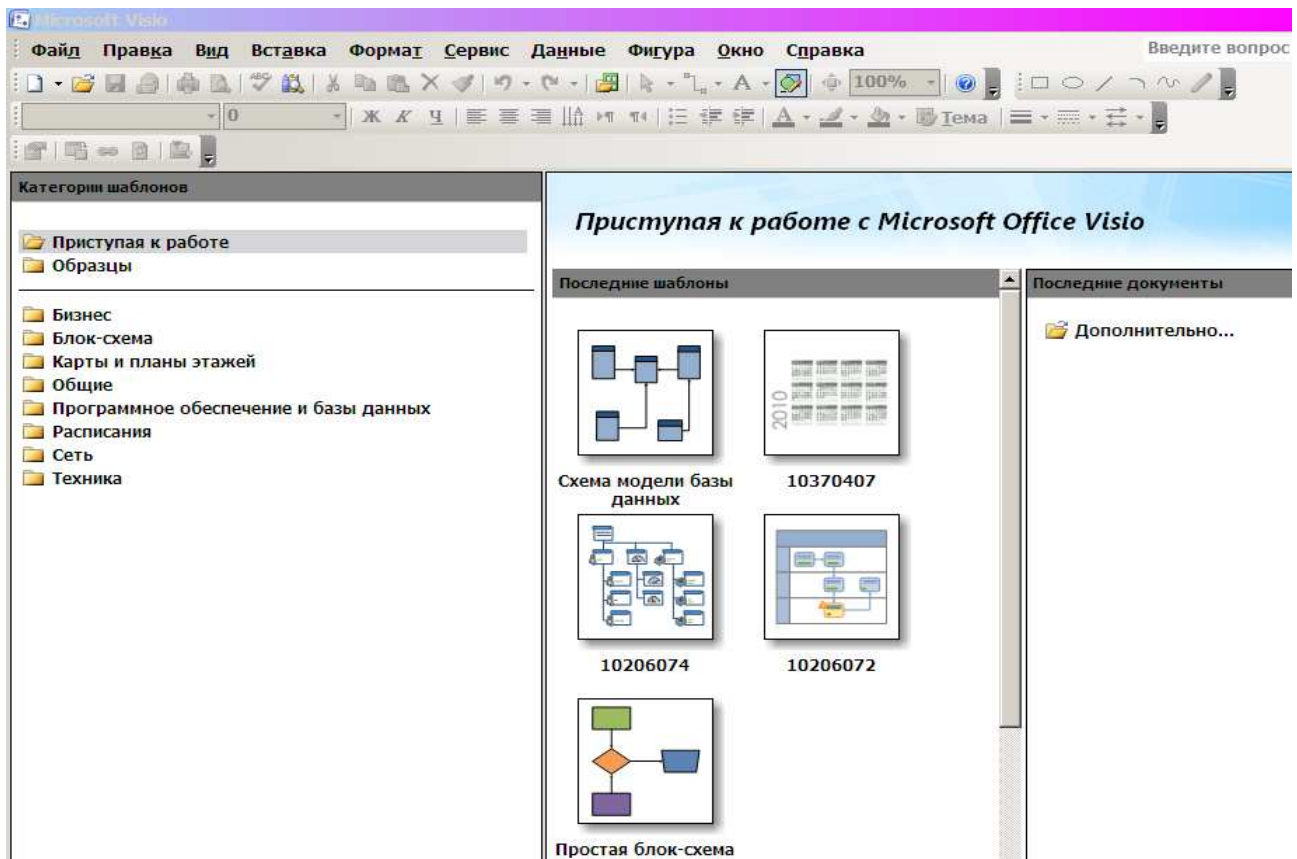 Microsoft Visio
Файл Правка Вид Вставка Формат Сервис Данные Фигура Окно Справка Введите вопрос
100%
0 Ж К Ч Тема
Категории шаблонов
Приступая к работе
Образцы
Бизнес
Блок-схема
Карты и планы этажей
Общие
Программное обеспечение и базы данных
Расписания
Сеть
Техника
Приступая к работе с Microsoft Office Visio
Последние шаблоны
Схема модели базы
данных
10370407
2010
10206074
10206072
Простая блок-схема
Последние документы
Дополнительно...